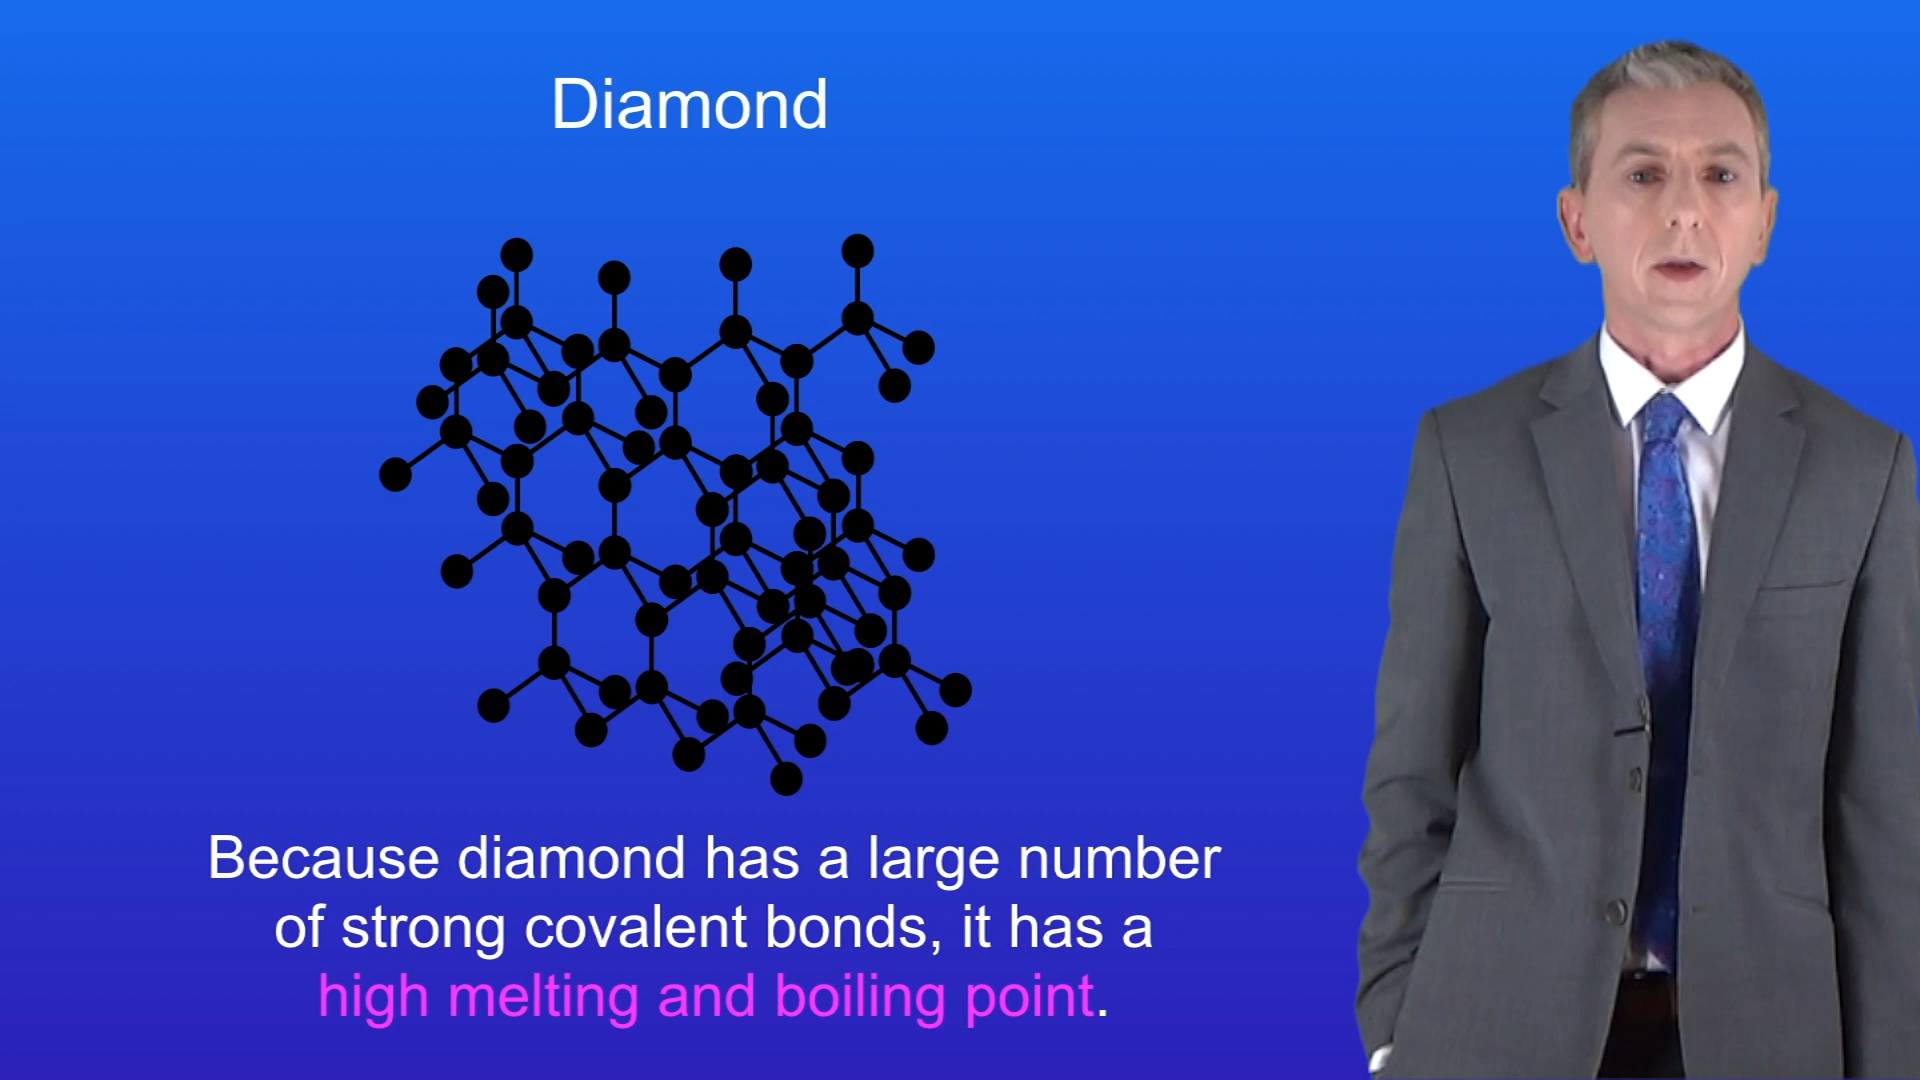 Diamond
Because diamond has a large number
of strong covalent bonds, it has a
high melting and boiling point.